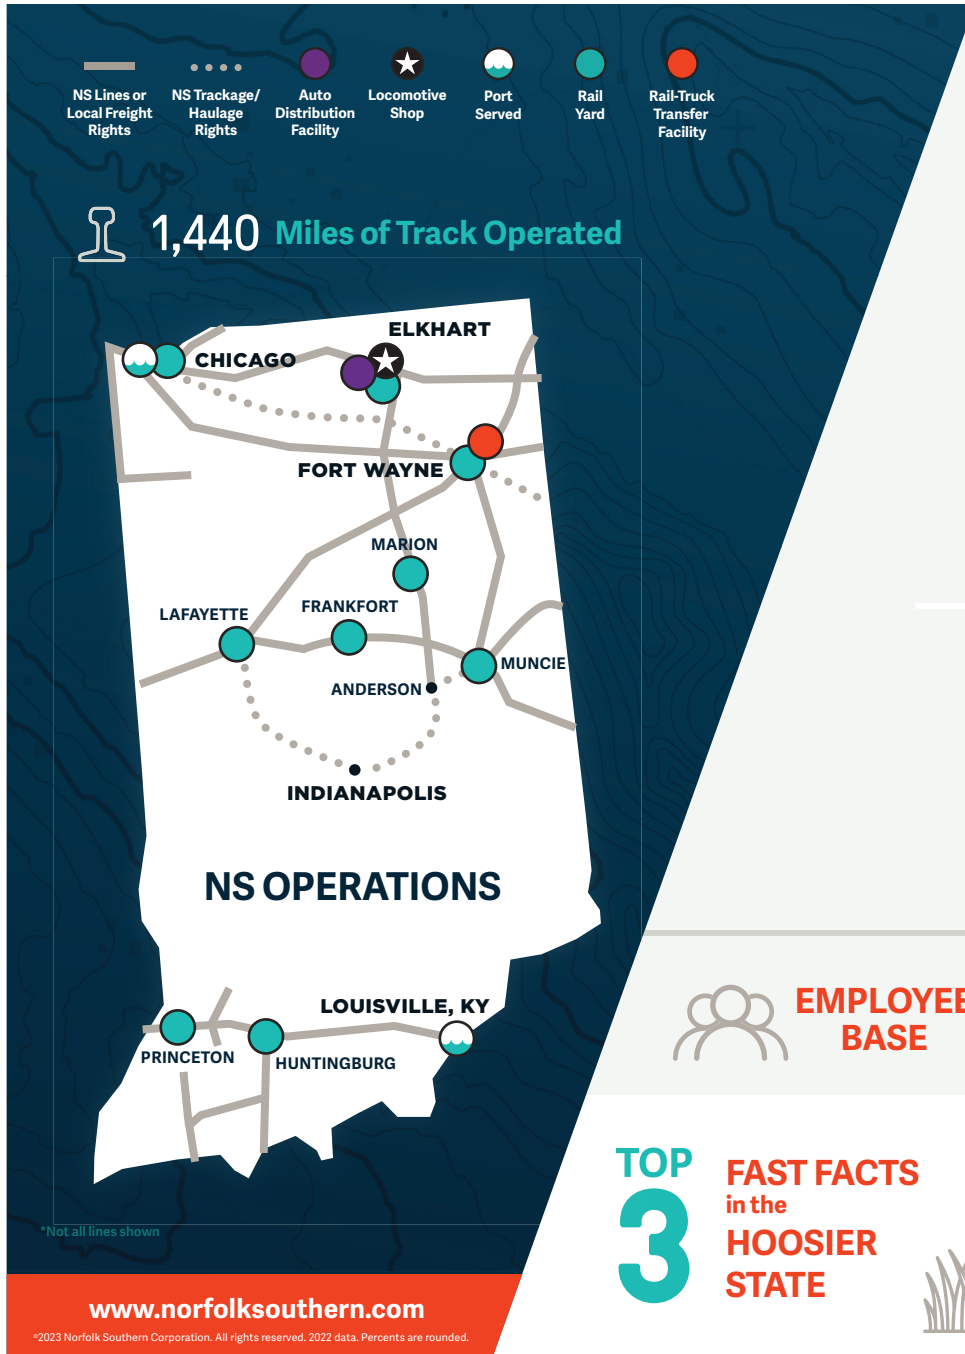 NS Lines or
Local Freight
Rights
NS Trackage/
Haulage
Rights
Auto
Distribution
Facility
Locomotive
Shop
Port
Served
Rail
Yard
Rail-Truck
Transfer
Facility
1,440 Miles of Track Operated
ELKHART
CHICAGO
FORT WAYNE
MARION
LAFAYETTE
FRANKFORT
MUNCIE
ANDERSON
INDIANAPOLIS
NS OPERATIONS
LOUISVILLE, KY
PRINCETON
HUNTINGBURG
*Not all lines shown
www.norfolksouthern.com
©2023 Norfolk Southern Corporation. All rights reserved. 2022 data. Percents are rounded.
EMPLOYEE
BASE
TOP
3
FAST FACTS
in the
HOOSIER
STATE